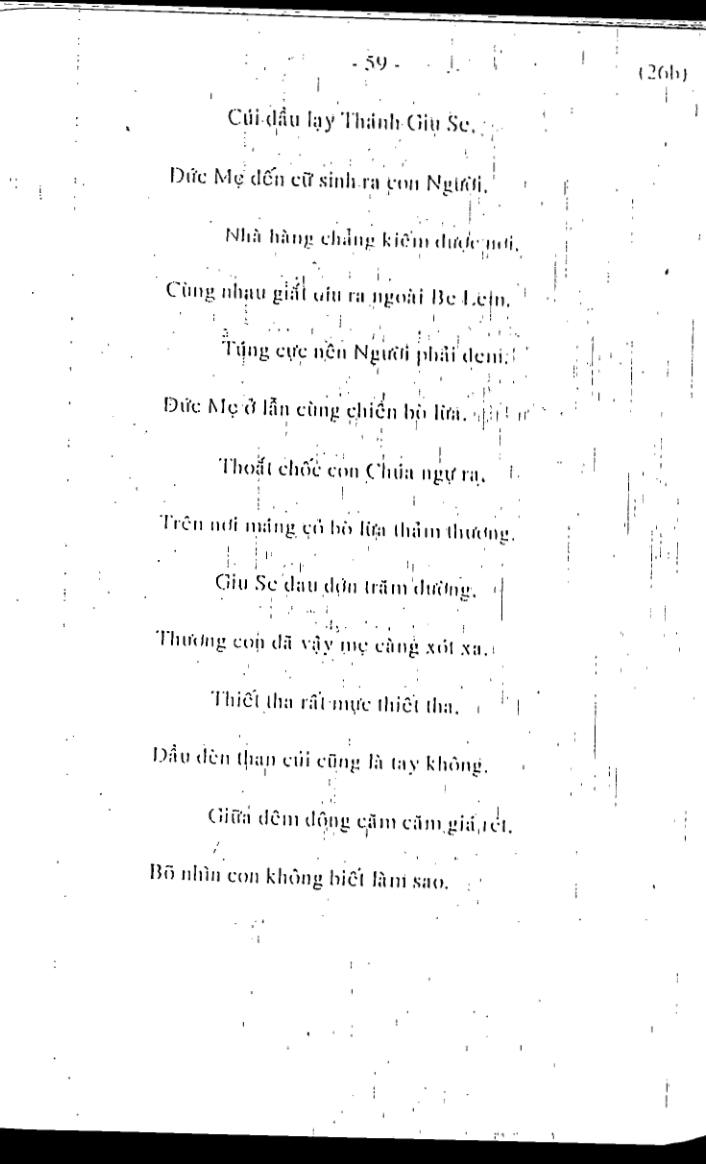 - 59 -
(26b)
Cúi đầu lạy Thánh Giu Se.
Đức Mẹ đến cữ sinh ra con Người.
Nhà hàng chẳng kiếm được nơi.
Cùng nhau giắt díu ra ngoài Be Lem.
Túng cực nên Người phải đem.
Đức Mẹ ở lẫn cùng chiên bò lừa.
Thoắt chốc con Chúa ngự ra.
Trên nơi máng cỏ bò lừa thảm thương.
Giu Se đau đớn trăm đường.
Thương con đã vậy mẹ càng xót xa.
Thiết tha rất mực thiết tha.
Dầu đèn than củi cũng là tay không.
Giữa đêm đông căm căm giá rét.
Bõ nhìn con không biết làm sao.